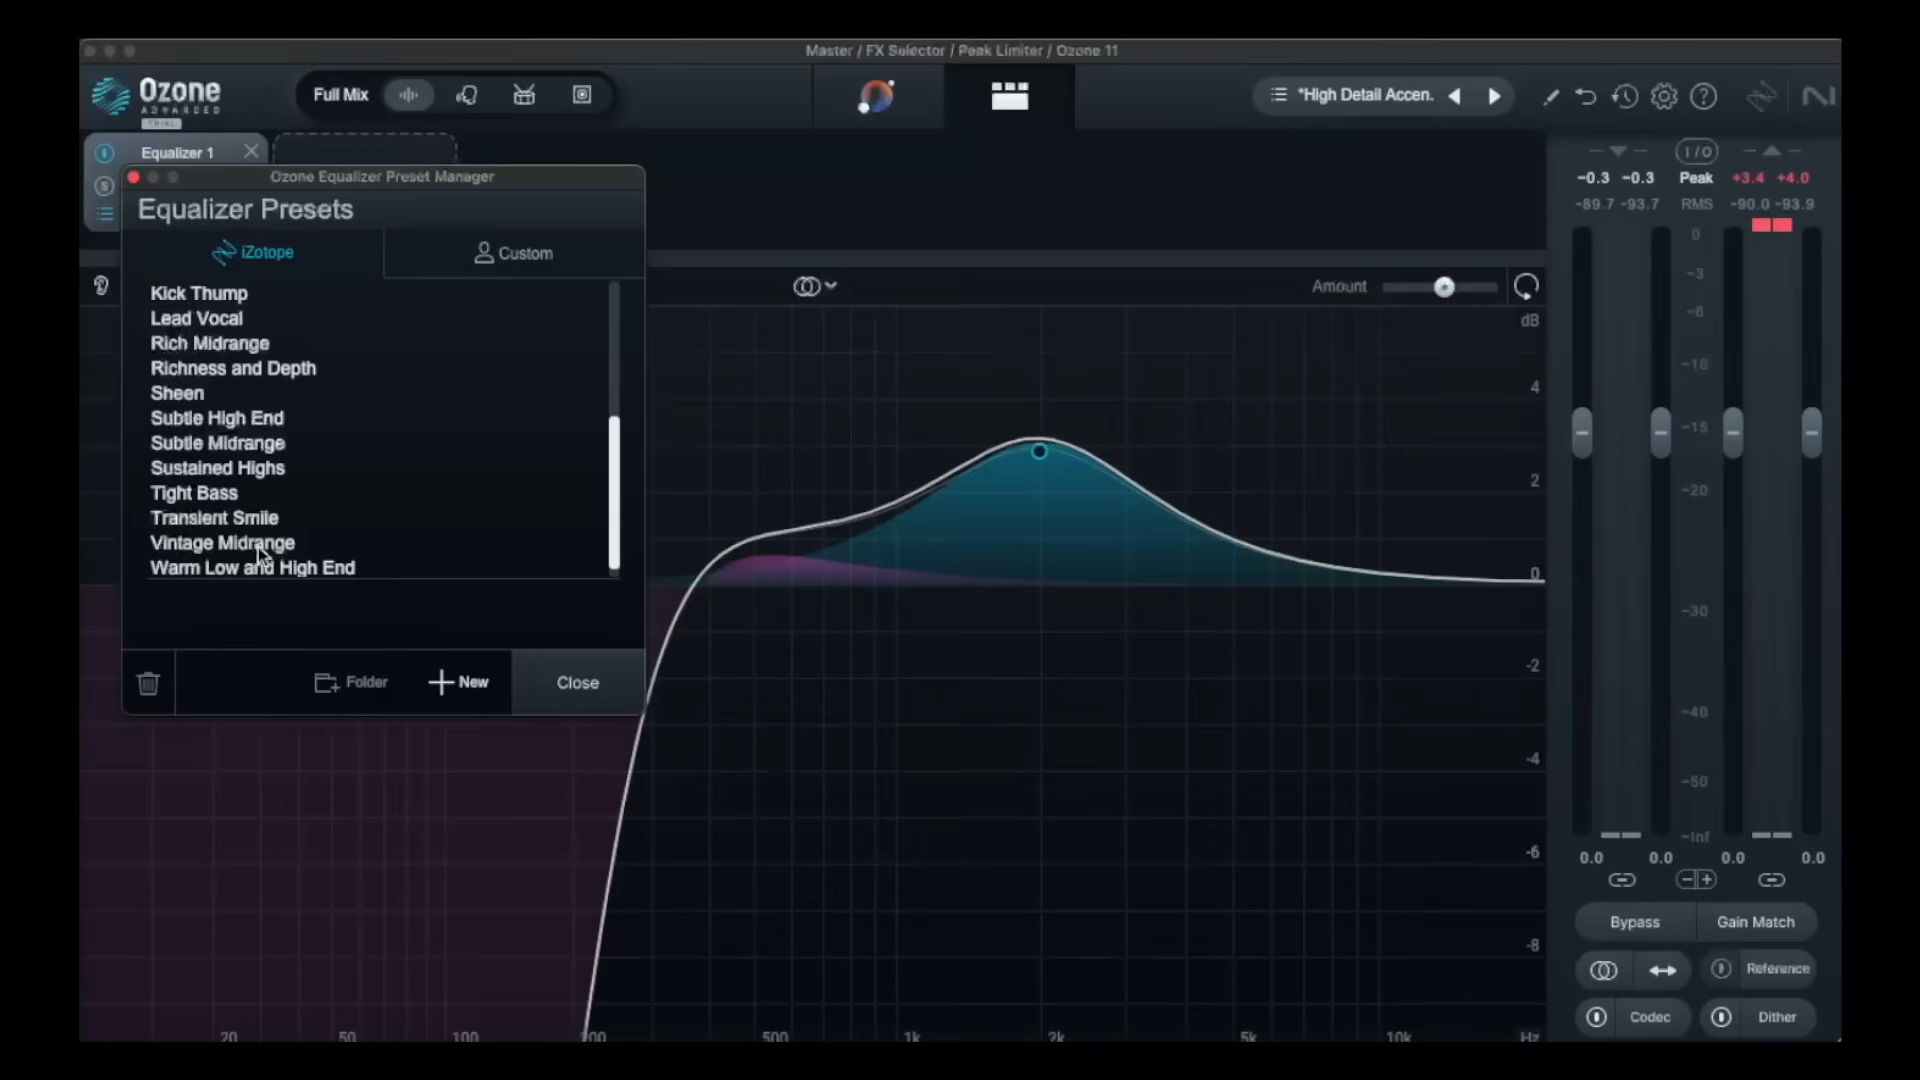 Master / FX Selector / Peak Limiter / Ozone 11
Ozone
ADVANCED
TRIAL
Full Mix
*High Detail Accen.
Equalizer 1
S
Ozone Equalizer Preset Manager
Equalizer Presets
iZotope
Custom
Kick Thump
Lead Vocal
Rich Midrange
Richness and Depth
Sheen
Subtle High End
Subtle Midrange
Sustained Highs
Tight Bass
Transient Smile
Vintage Midrange
Warm Low and High End
Folder
New
Close
Amount
dB
4
2
0
-2
-4
-6
-8
20
50
100
200
500
1k
2k
5k
10k
Hz
I/O
-0.3 -0.3 Peak +3.4 +4.0
-89.7 -93.7 RMS -90.0 -93.9
0
-3
-6
-10
-15
-20
-30
-40
-50
-Inf
0.0 0.0 0.0 0.0
Bypass
Gain Match
Reference
Codec
Dither